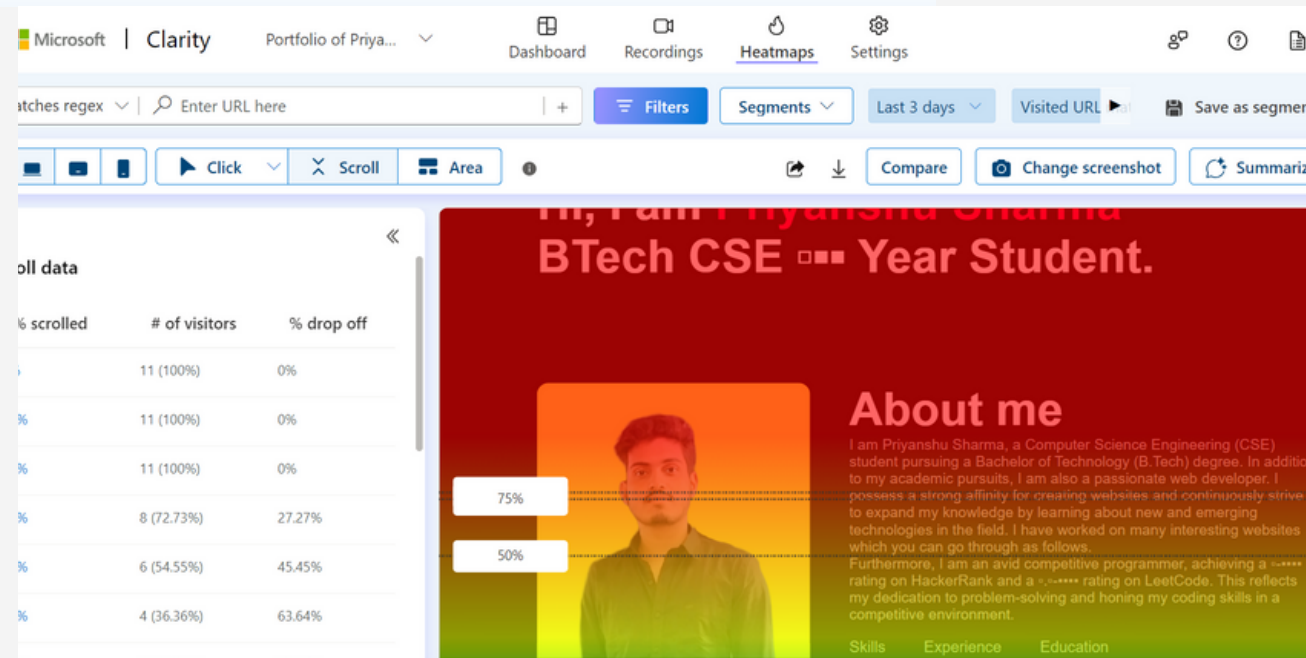 Microsoft | Clarity
Portfolio of Priya...
Dashboard
Recordings
Heatmaps
Settings
regex
Enter URL here
+
Filters
Segments
Last 3 days
Visited URL
Save as
Click
Scroll
Area
Compare
Change screenshot
data
% scrolled # of visitors % drop off
11 (100%) 0%
% 11 (100%) 0%
% 11 (100%) 0%
% 8 (72.73%) 27.27%
% 6 (54.55%) 45.45%
% 4 (36.36%) 63.64%
Hi, I am Priyanshu Sharma
BTech CSE Year Student.
About me
I am Priyanshu Sharma, a Computer Science Engineering (CSE)
student pursuing a Bachelor of Technology (B.Tech) degree. In
to my academic pursuits, I am also a passionate web developer. I
possess a strong affinity for creating websites and continuously strive
to expand my knowledge by learning about new and emerging
technologies in the field. I have worked on many interesting websites
which you can go through as follows.
Furthermore, I am an avid competitive programmer, achieving a
rating on HackerRank and a rating on LeetCode. This reflects
my dedication to problem-solving and honing my coding skills in a
competitive environment.
Skills Experience Education
75%
50%